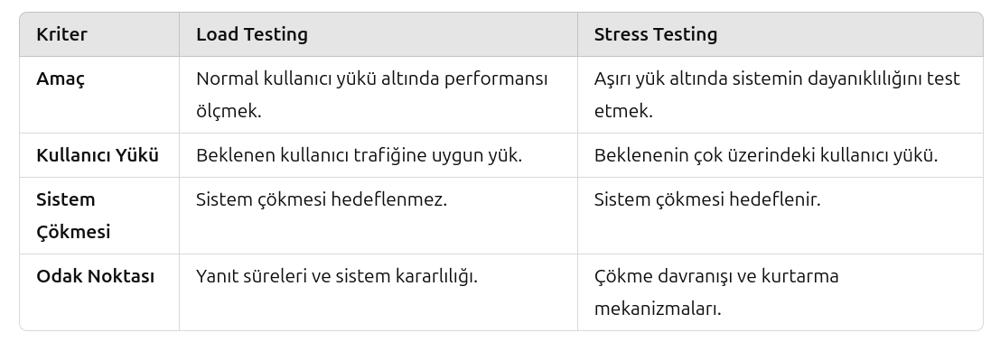 Kriter
Load Testing
Stress Testing
Amaç
Normal kullanıcı yükü altında performansı
ölçmek.
Aşırı yük altında sistemin dayanıklılığını test
etmek.
Kullanıcı Yükü
Beklenen kullanıcı trafiğine uygun yük.
Beklenenin çok üzerindeki kullanıcı yükü.
Sistem
Çökmesi
Sistem çökmesi hedeflenmez.
Sistem çökmesi hedeflenir.
Odak Noktası
Yanıt süreleri ve sistem kararlılığı.
Çökme davranışı ve kurtarma
mekanizmaları.